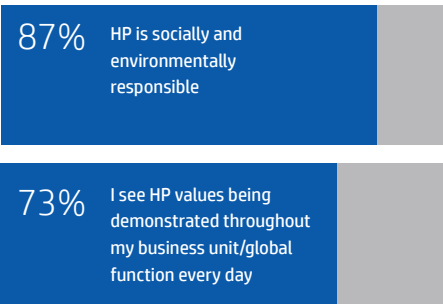 87%
HP is socially and
environmentally
responsible
73%
I see HP values being
demonstrated throughout
my business unit/global
function every day